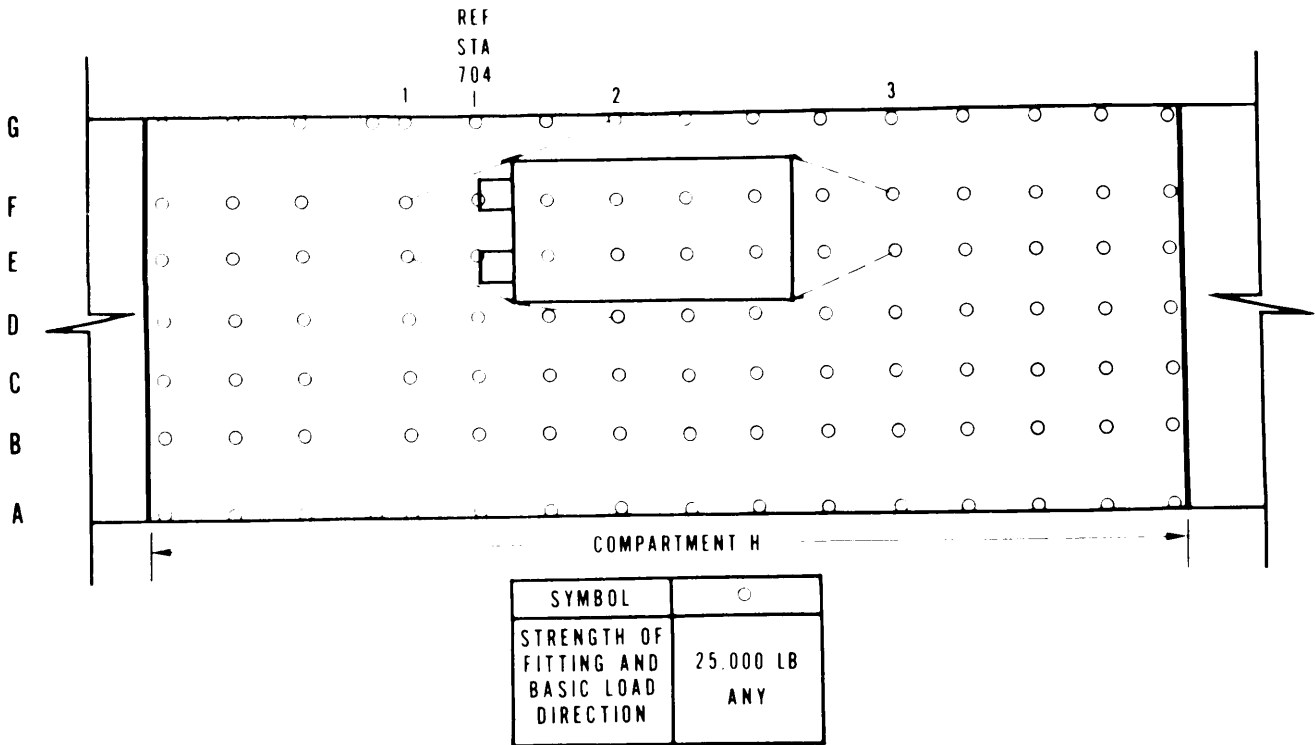 REF
STA
704
1
2
3
G
F
E
D
C
B
A
COMPARTMENT H
SYMBOL
STRENGTH OF
FITTING AND
BASIC LOAD
DIRECTION
25.000 LB
ANY